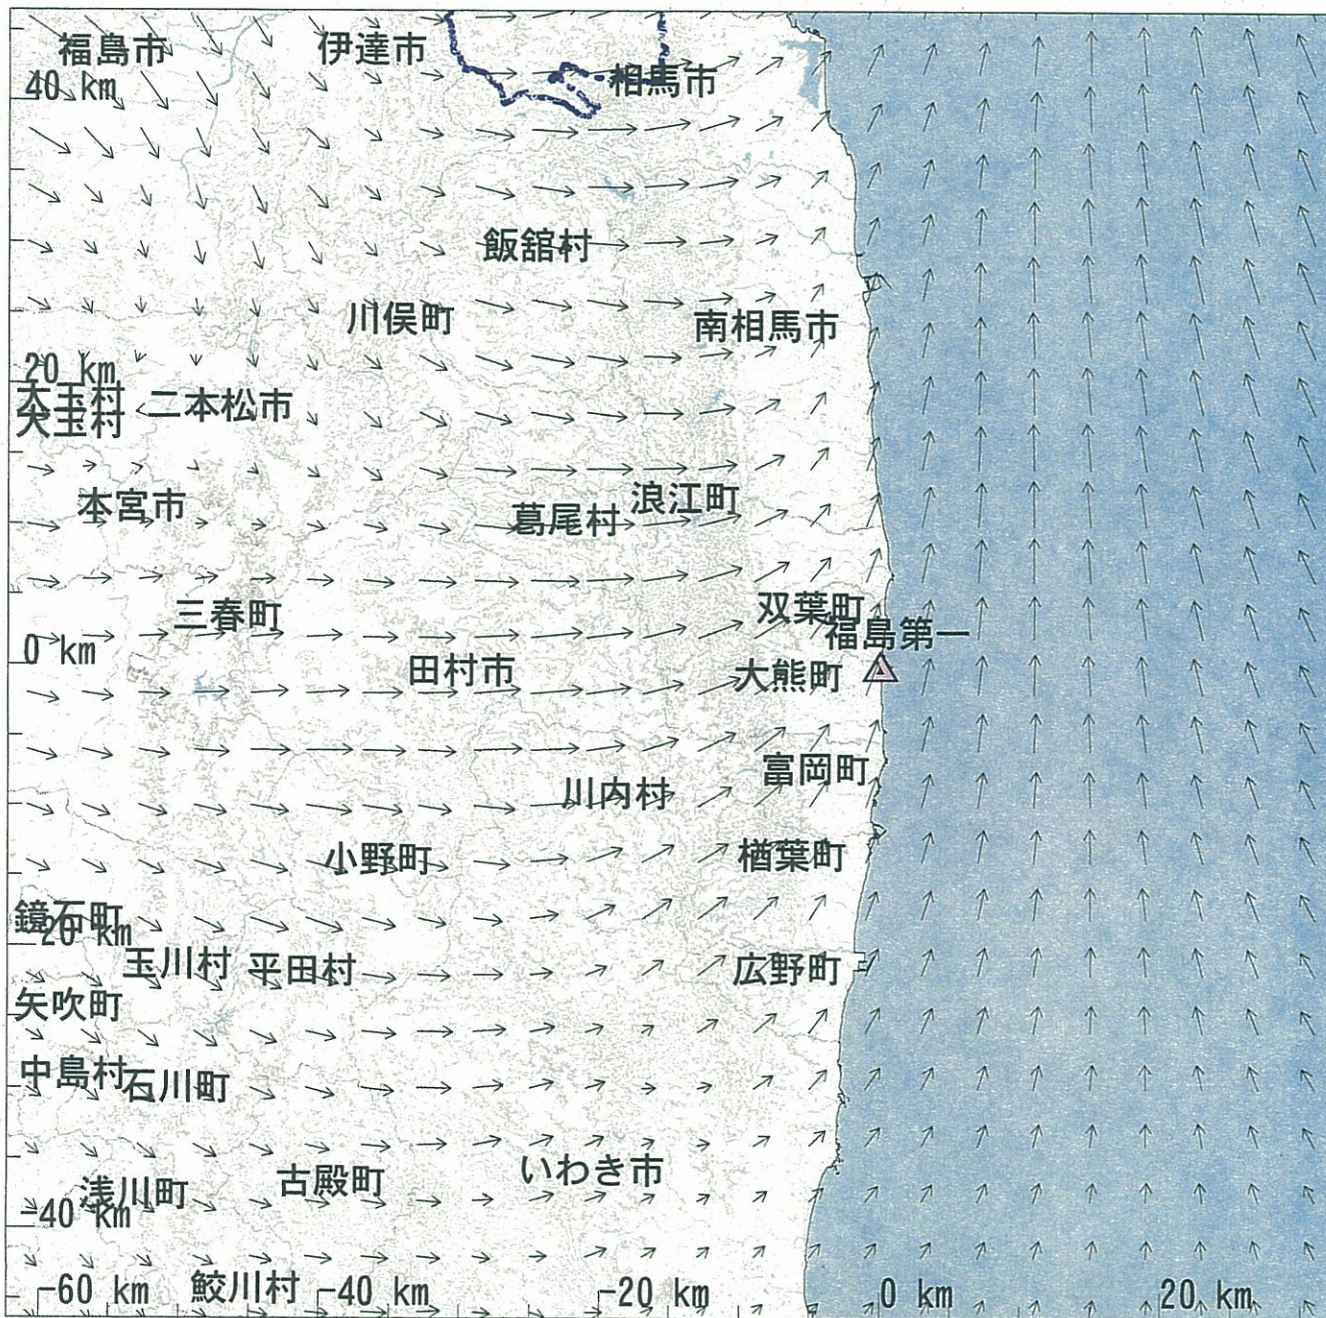 福島市
伊達市
相馬市
40 km
飯舘村
川俣町
南相馬市
20 km
大玉村
二本松市
大玉村
本宮市
浪江町
葛尾村
双葉町
三春町
福島第一
0 km
田村市
大熊町
富岡町
川内村
小野町
楢葉町
鏡石町
-20 km
玉川村
平田村
広野町
矢吹町
中島村
石川町
いわき市
古殿町
浅川町
-40 km
鮫川村
-60 km
-40 km
-20 km
0 km
20 km